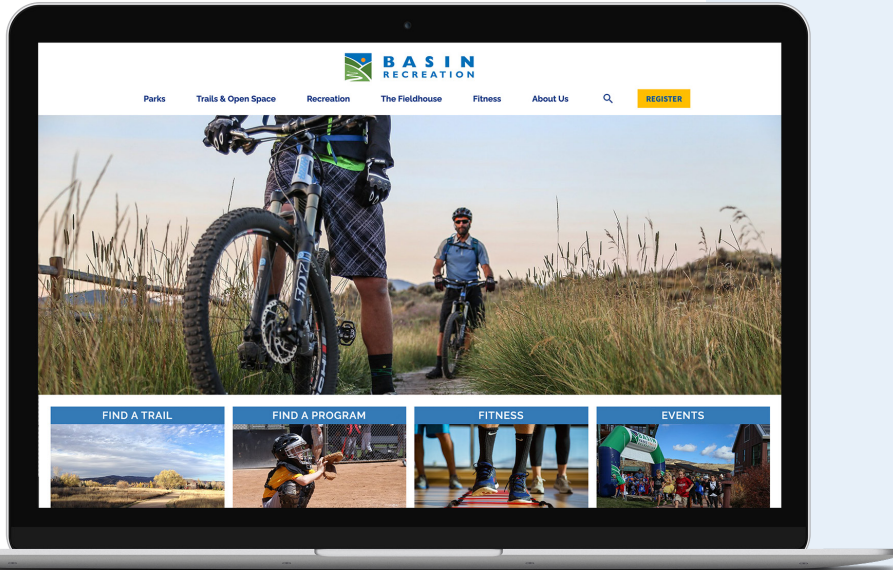 BASIN
RECREATION
Parks Trails & Open Space Recreation The Fieldhouse Fitness About Us REGISTER
FOX
FIND A TRAIL FIND A PROGRAM FITNESS EVENTS